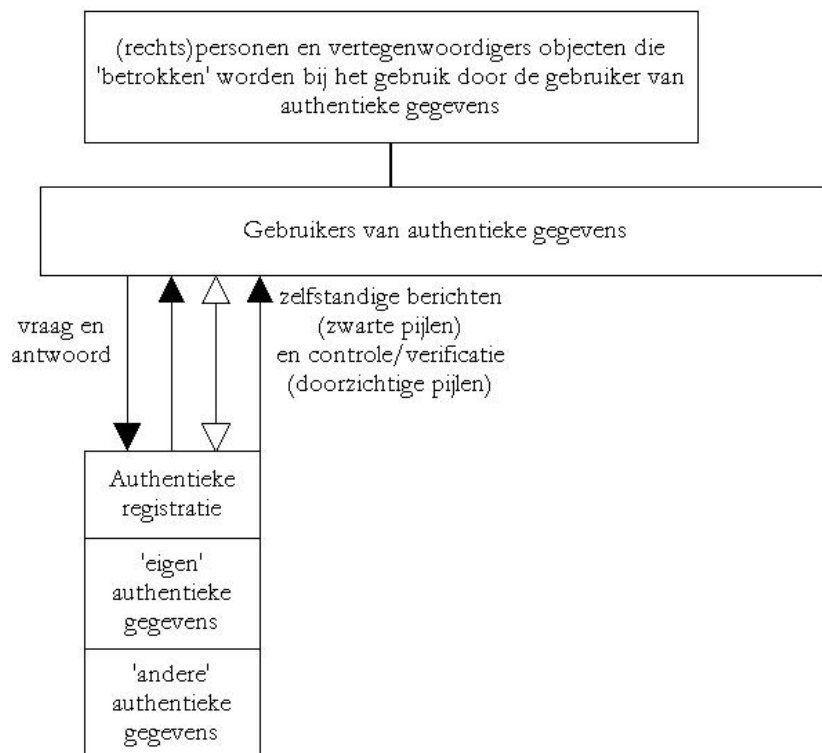 (rechts)personen en vertegenwoordigers objecten die
'betrokken' worden bij het gebruik door de gebruiker van
authentieke gegevens
Gebruikers van authentieke gegevens
vraag en
antwoord
zelfstandige berichten
(zwarte pijlen)
en controle/verificatie
(doorzichtige pijlen)
Authentieke
registratie
'eigen'
authentieke
gegevens
'andere'
authentieke
gegevens